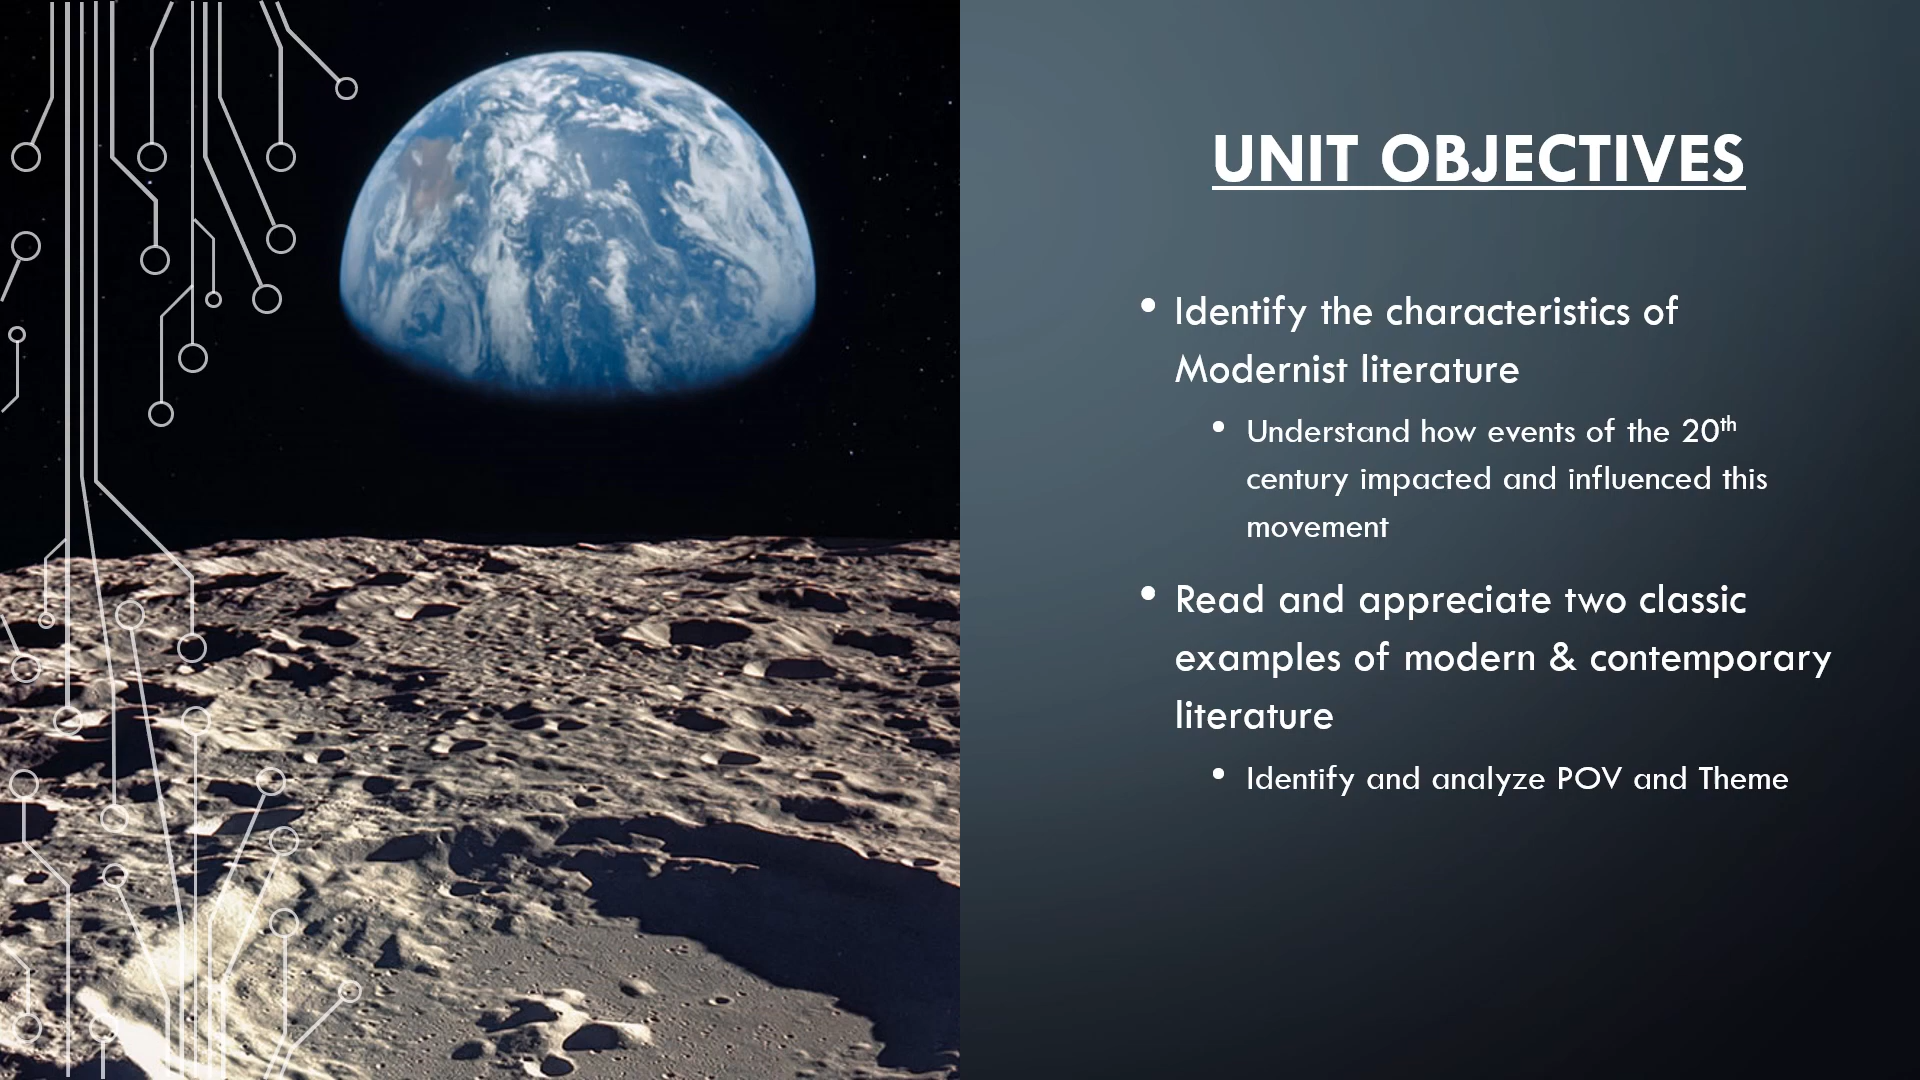 UNIT OBJECTIVES
• Identify the characteristics of
Modernist literature
• Understand how events of the 20th
century impacted and influenced this
movement
• Read and appreciate two classic
examples of modern & contemporary
literature
• Identify and analyze POV and Theme